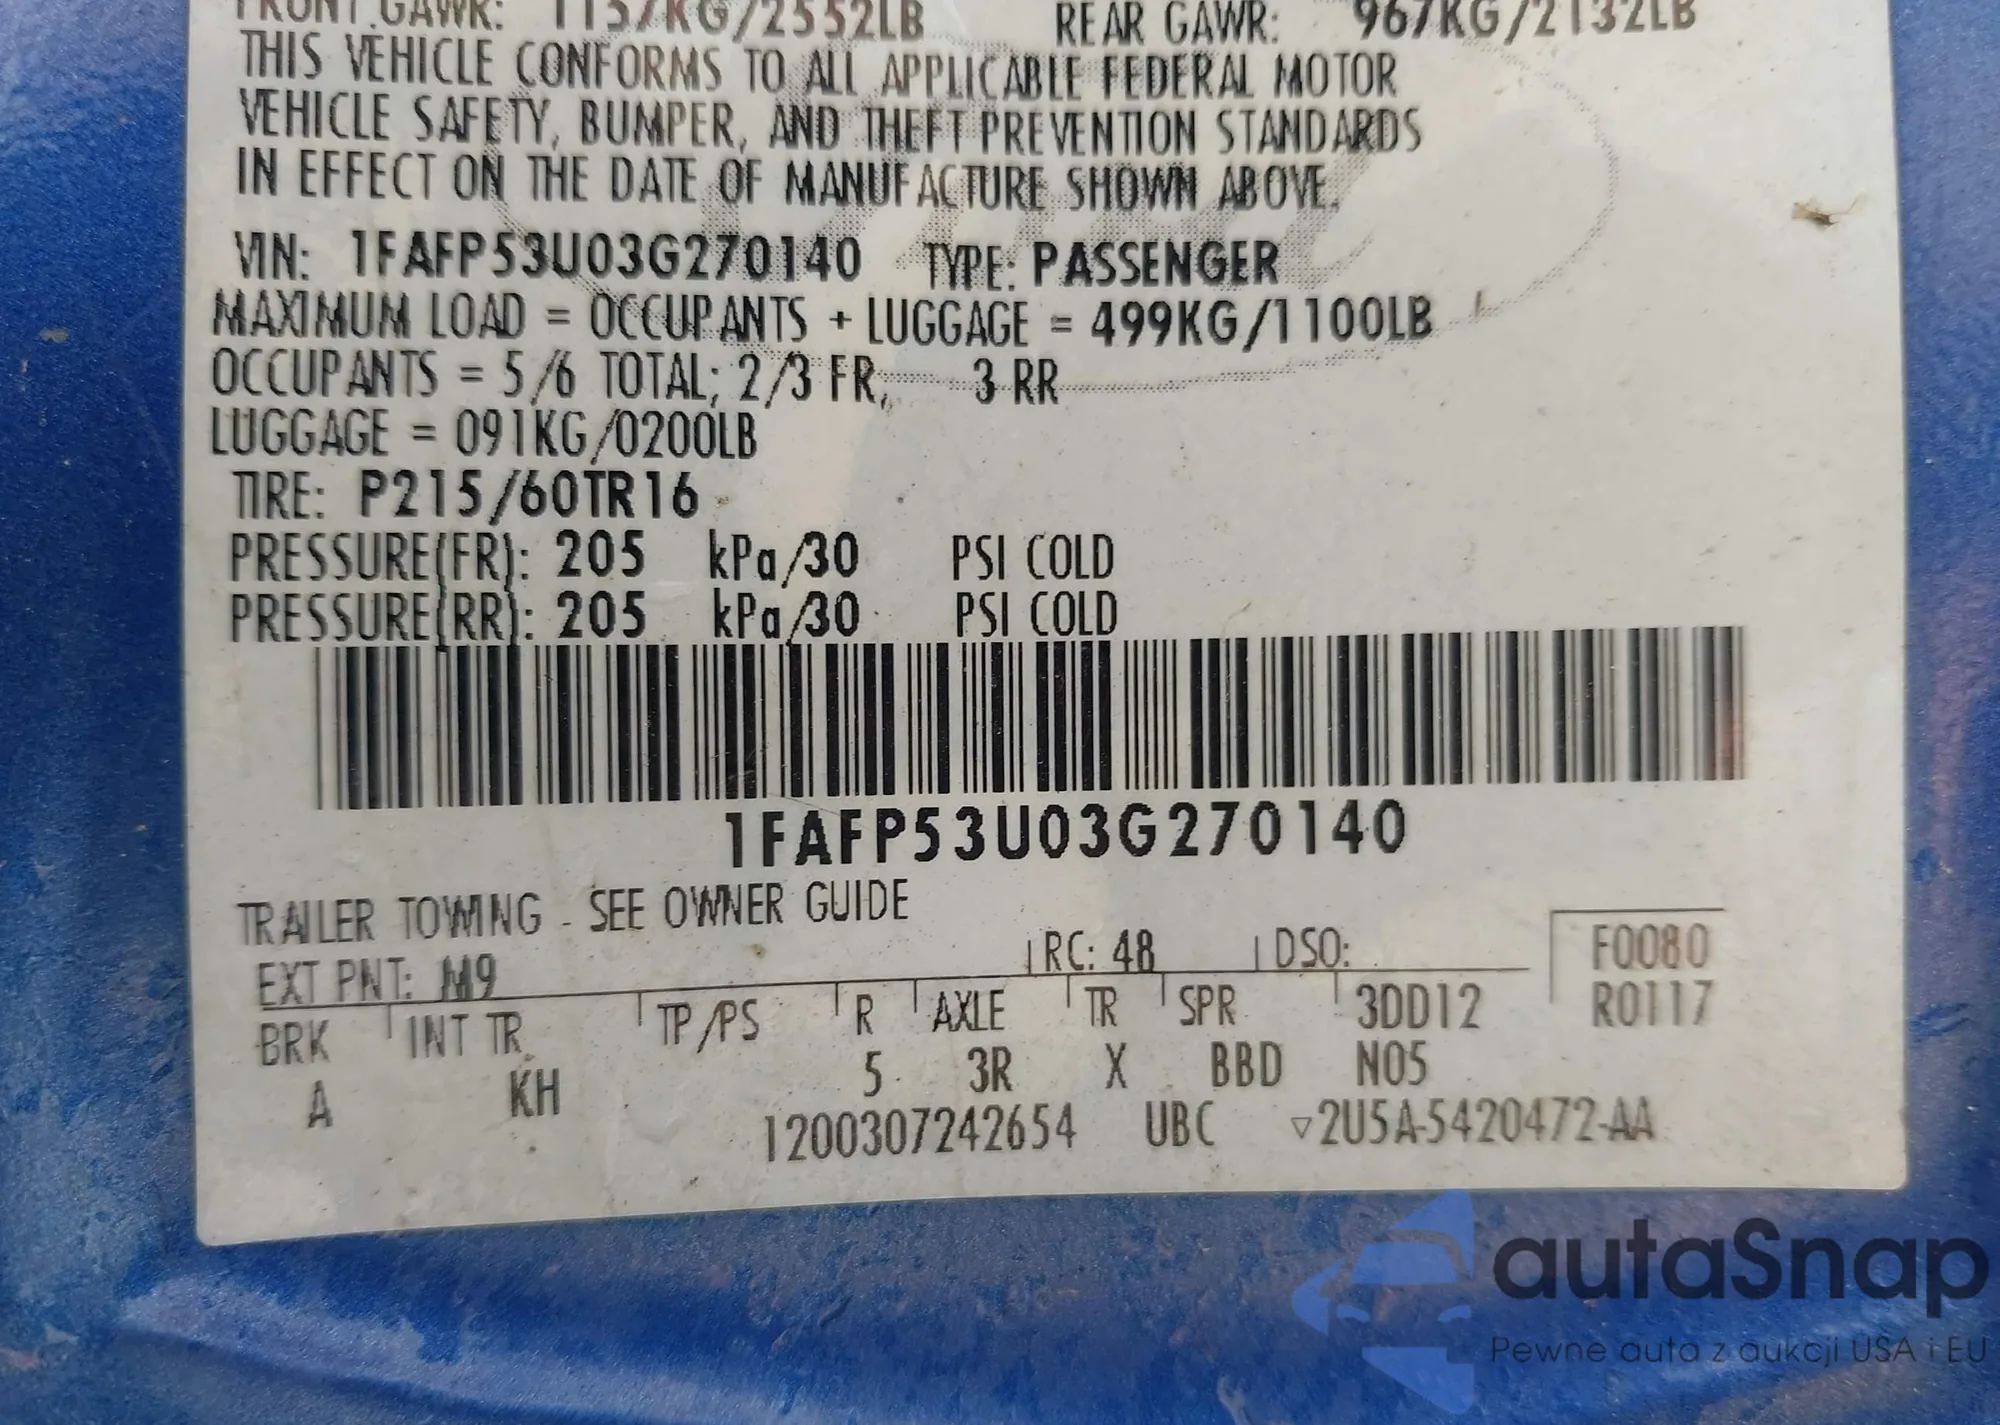 FRONT GAWR: 1157KG/2552LB REAR GAWR: 967KG/2132LB
THIS VEHICLE CONFORMS TO ALL APPLICABLE FEDERAL MOTOR
VEHICLE SAFETY, BUMPER, AND THEFT PREVENTION STANDARDS
IN EFFECT ON THE DATE OF MANUFACTURE SHOWN ABOVE.
VIN: 1FAFP53U03G270140 TYPE: PASSENGER
MAXIMUM LOAD = OCCUPANTS + LUGGAGE = 499KG/1100LB
OCCUPANTS = 5/6 TOTAL; 2/3 FR, 3 RR
LUGGAGE = 091KG/0200LB
TIRE: P215/60TR16
PRESSURE(FR): 205 kPa/30 PSI COLD
PRESSURE(RR): 205 kPa/30 PSI COLD
1FAFP53U03G270140
TRAILER TOWING - SEE OWNER GUIDE
EXT PNT: M9 RC: 48 DSO: F0080
BRK INT TR TP/PS R AXLE TR SPR 3DD12 R0117
A KH 5 3R X BBD N05
1200307242654 UBC ▽2U5A-5420472-AA
autaSnap
Pewne auta z aukcji USA i EU